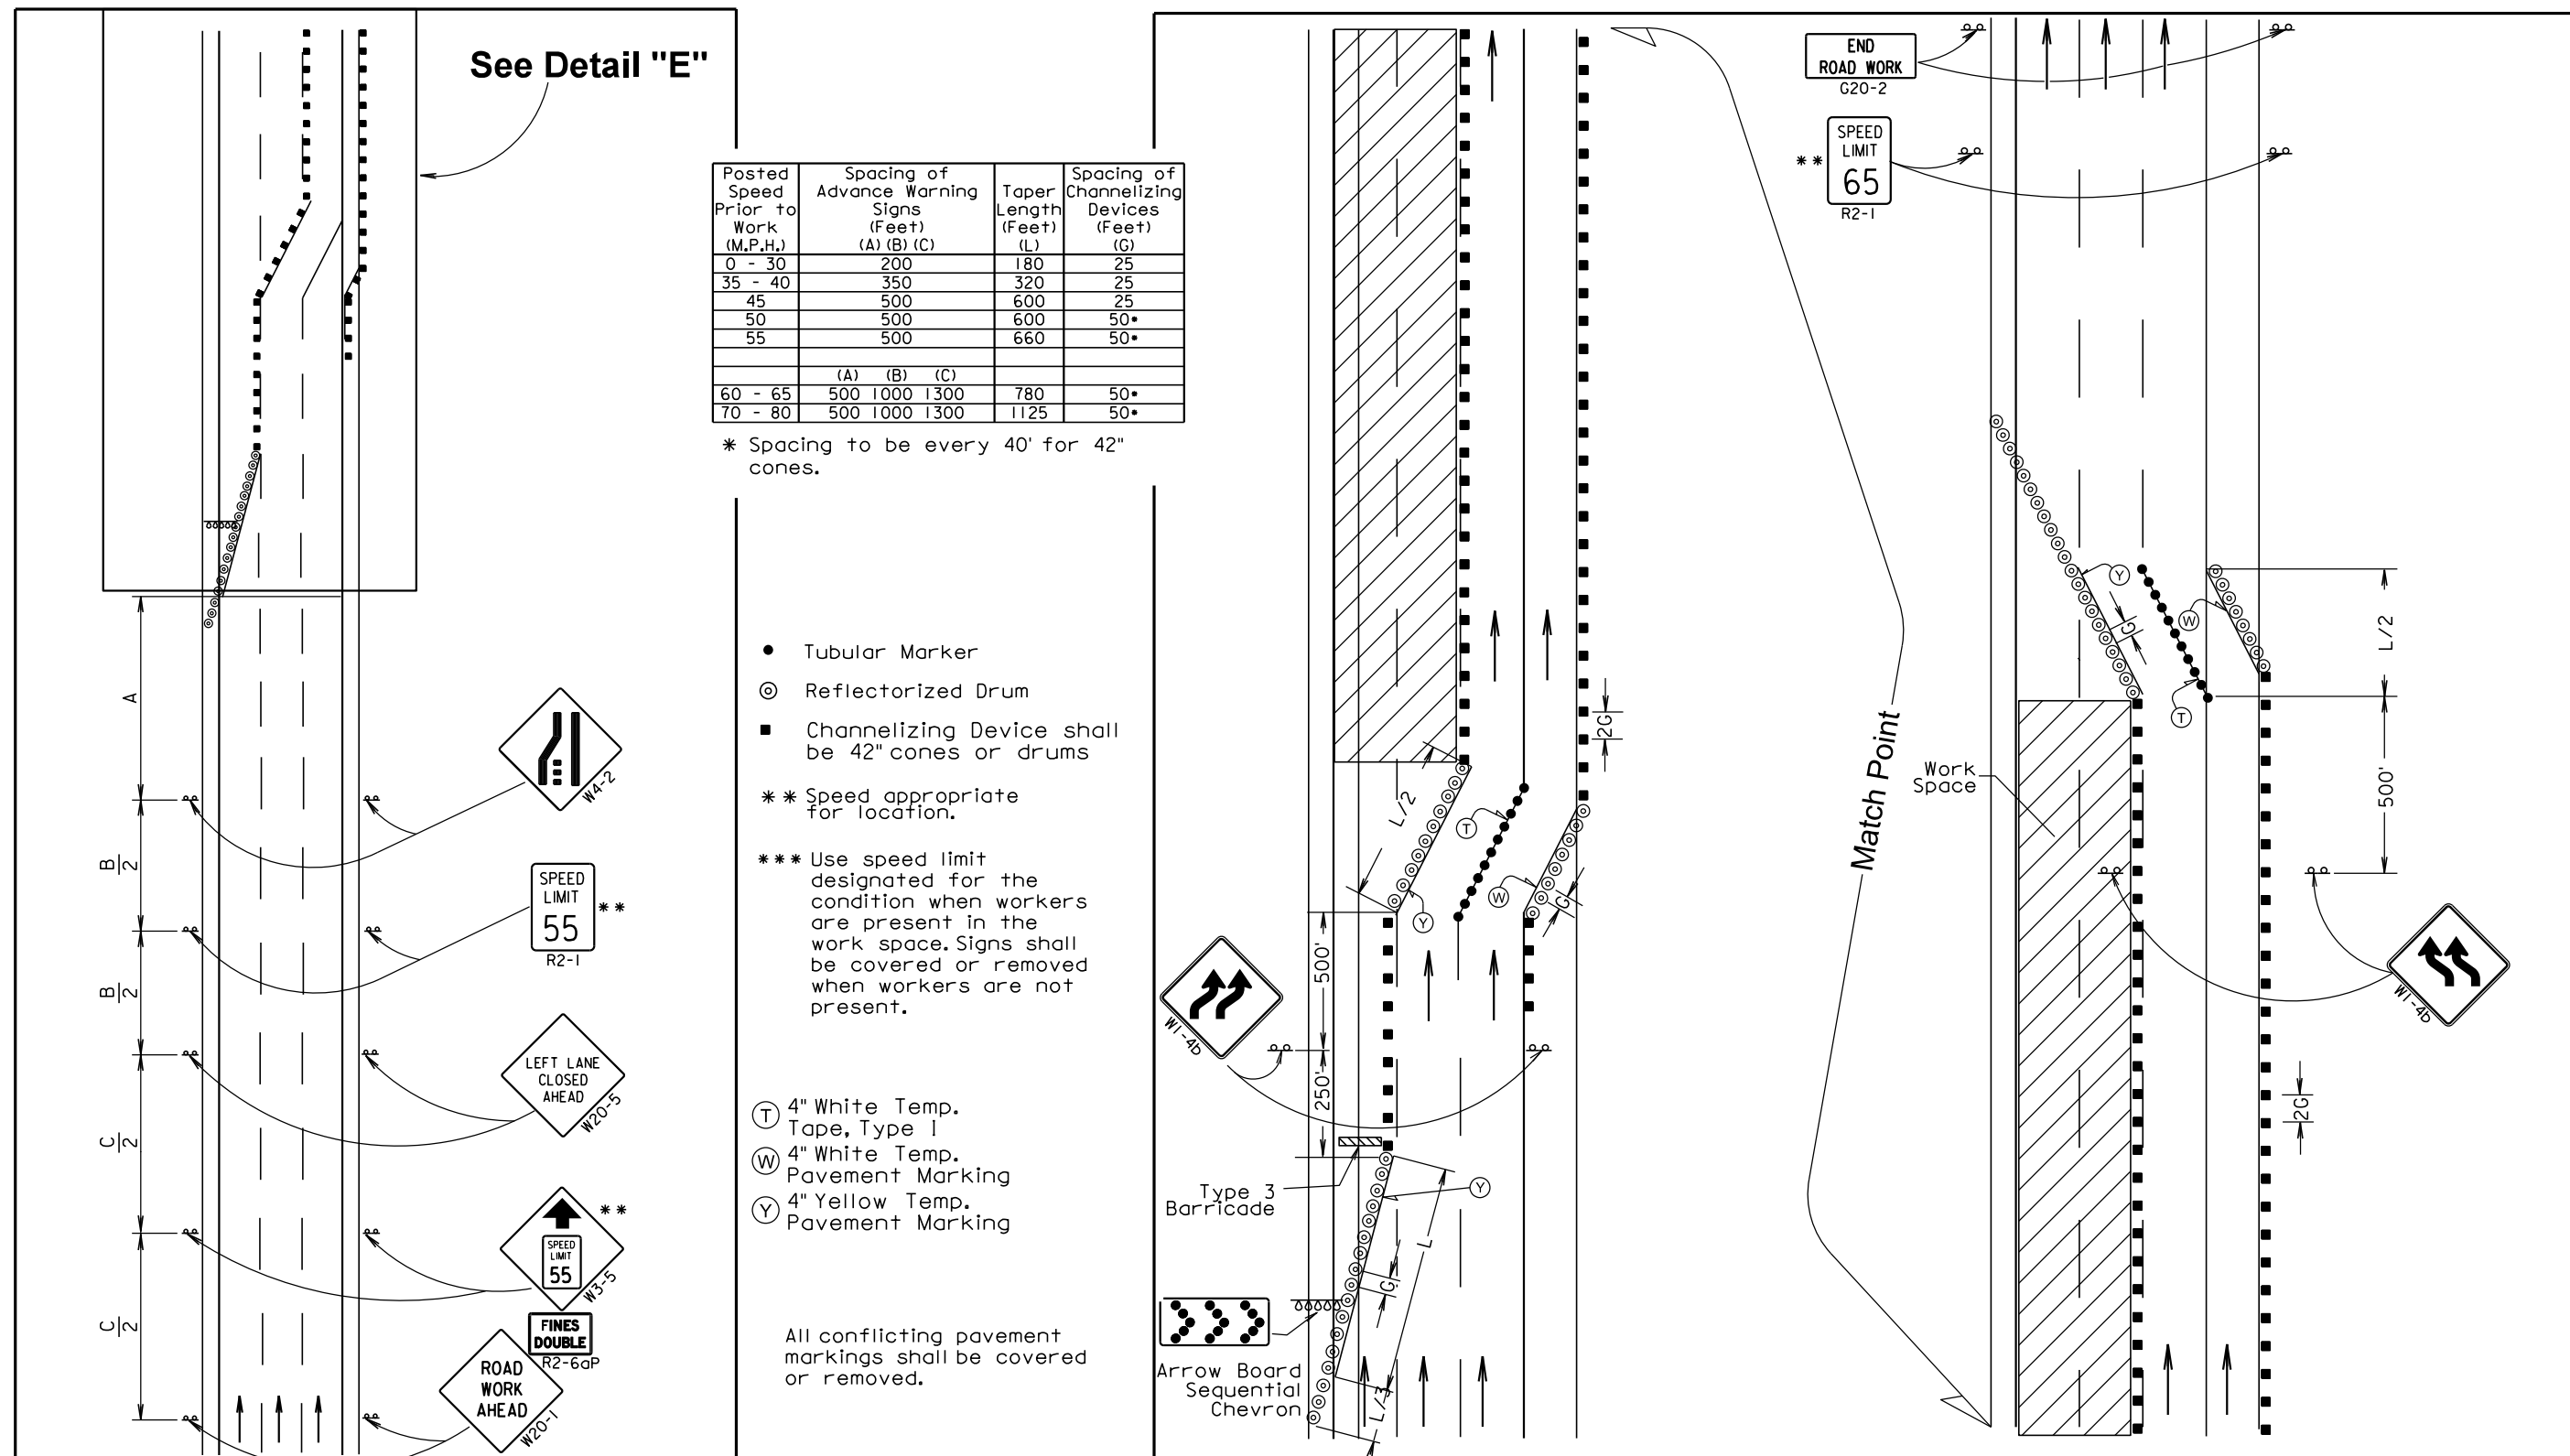 See Detail "E"
A
B
2
B
2
C
2
C
2
W4-2
SPEED
LIMIT
55
**
R2-1
LEFT LANE
CLOSED
AHEAD
W20-5
**
SPEED
LIMIT
55
W3-5
FINES
DOUBLE
R2-6aP
ROAD
WORK
AHEAD
W20-1
Posted Speed Prior to Work (M.P.H.)
Spacing of Advance Warning Signs (Feet) (A) (B) (C)
Taper Length (Feet) (L)
Spacing of Channelizing Devices (Feet) (G)
0 - 30 200 180 25
35 - 40 350 320 25
45 500 600 25
50 500 600 50*
55 500 660 50*
(A) (B) (C)
60 - 65 500 1000 1300 780 50*
70 - 80 500 1000 1300 1125 50*
* Spacing to be every 40' for 42"
cones.
Tubular Marker
Reflectorized Drum
Channelizing Device shall
be 42" cones or drums
** Speed appropriate
for location.
*** Use speed limit
designated for the
condition when workers
are present in the
work space. Signs shall
be covered or removed
when workers are not
present.
T 4" White Temp.
Tape, Type I
W 4" White Temp.
Pavement Marking
Y 4" Yellow Temp.
Pavement Marking
All conflicting pavement
markings shall be covered
or removed.
2G
L/2
T
W
G
Y
500'
W1-4b
250'
Type 3
Barricade
Y
L
G
Arrow Board
Sequential
Chevron
L/3
Match Point
END
ROAD WORK
G20-2
**
SPEED
LIMIT
65
R2-1
Y
W
G
T
L/2
Work
Space
500'
W1-4b
2G